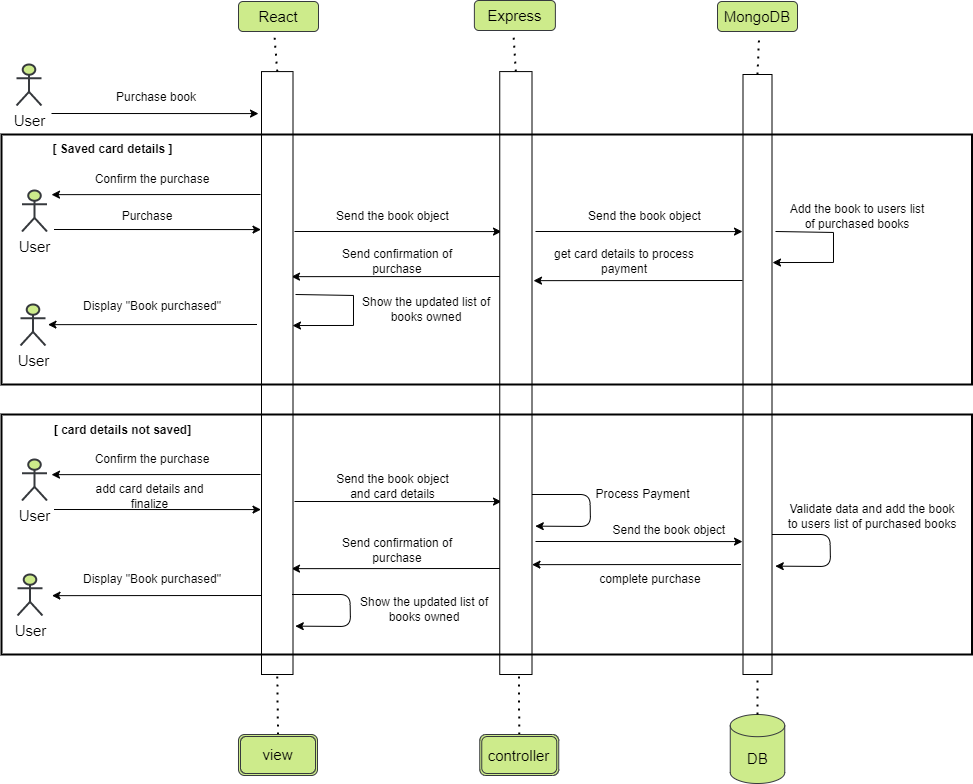 React
Express
MongoDB
Purchase book
User
[ Saved card details ]
Confirm the purchase
Purchase
User
Send the book object
Send the book object
Add the book to users list
of purchased books
Send confirmation of
purchase
get card details to process
payment
Display "Book purchased"
Show the updated list of
books owned
User
[ card details not saved]
Confirm the purchase
add card details and
finalize
User
Send the book object
and card details
Process Payment
Send the book object
Validate data and add the book
to users list of purchased books
Send confirmation of
purchase
complete purchase
Display "Book purchased"
Show the updated list of
books owned
User
view
controller
DB